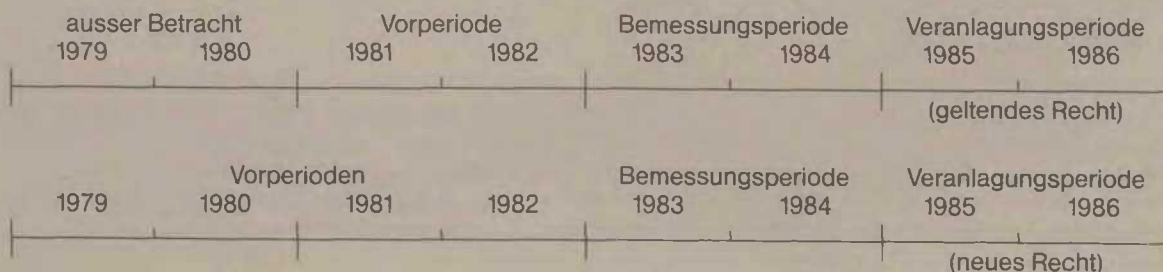 ausser Betracht Vorperiode Bemessungsperiode Veranlagungsperiode
1979 1980 1981 1982 1983 1984 1985 1986
(geltendes Recht)
Vorperioden Bemessungsperiode Veranlagungsperiode
1979 1980 1981 1982 1983 1984 1985 1986
(neues Recht)